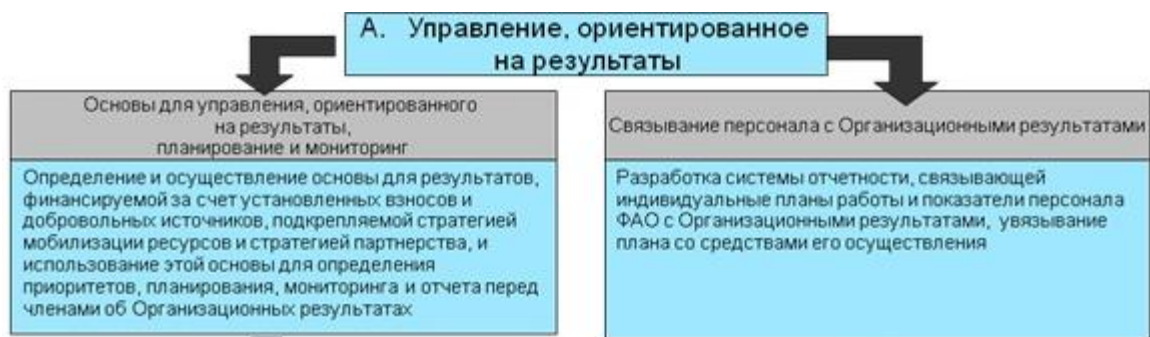 А. Управление, ориентированное
на результаты
Основы для управления, ориентированного
на результаты,
планирование и мониторинг
Определение и осуществление основы для результатов,
финансируемой за счет установленных взносов и
добровольных источников, подкрепляемой стратегией
мобилизации ресурсов и стратегией партнерства, и
использование этой основы для определения
приоритетов, планирования, мониторинга и отчета перед
членами об Организационных результатах
Связывание персонала с Организационными результатами
Разработка системы отчетности, связывающей
индивидуальные планы работы и показатели персонала
ФАО с Организационными результатами, увязывание
плана со средствами его осуществления